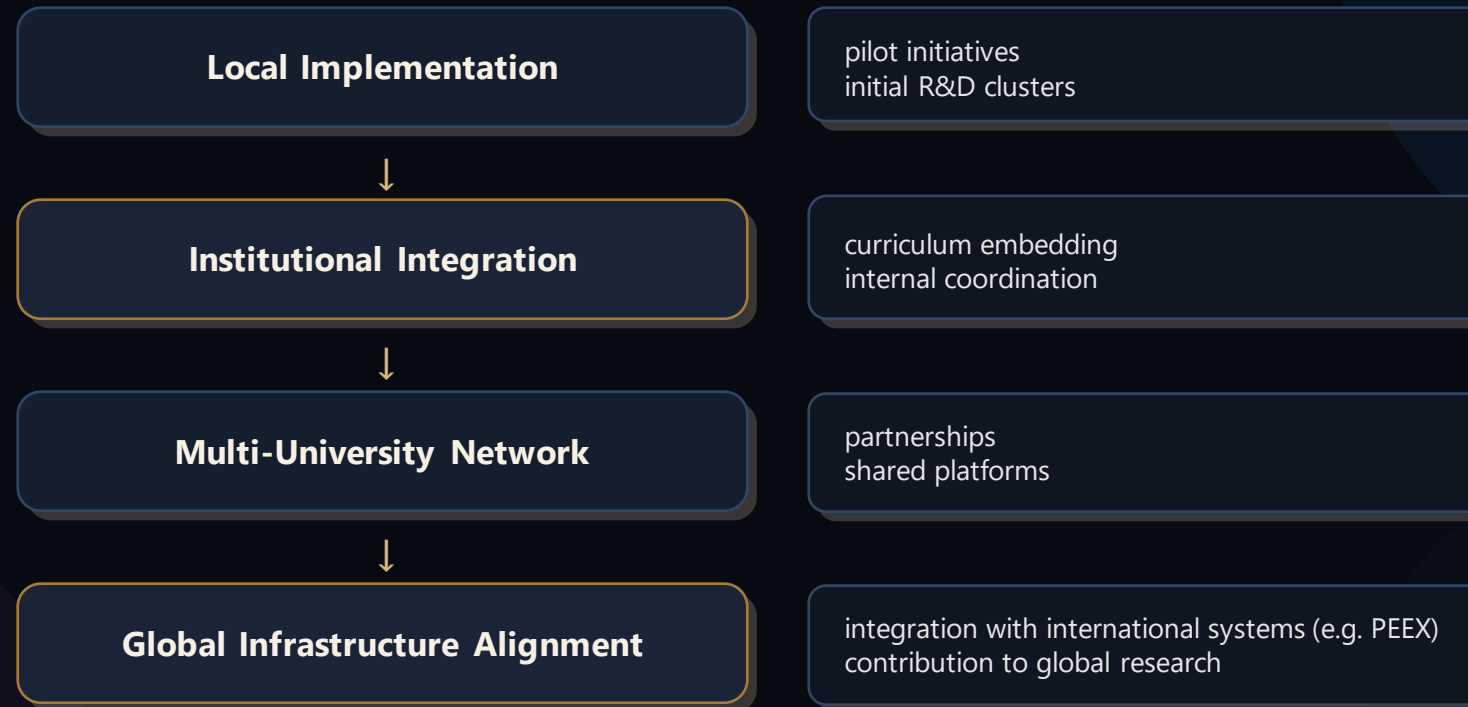 Local Implementation
pilot initiatives
initial R&D clusters
↓
Institutional Integration
curriculum embedding
internal coordination
↓
Multi-University Network
partnerships
shared platforms
↓
Global Infrastructure Alignment
integration with international systems (e.g. PEEX)
contribution to global research